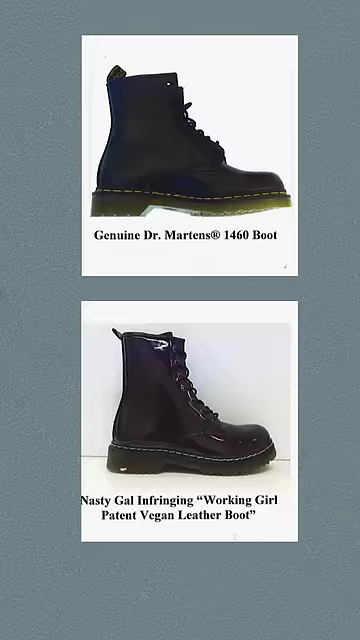 Genuine Dr. Martens® 1460 Boot
Nasty Gal Infringing “Working Girl
Patent Vegan Leather Boot”